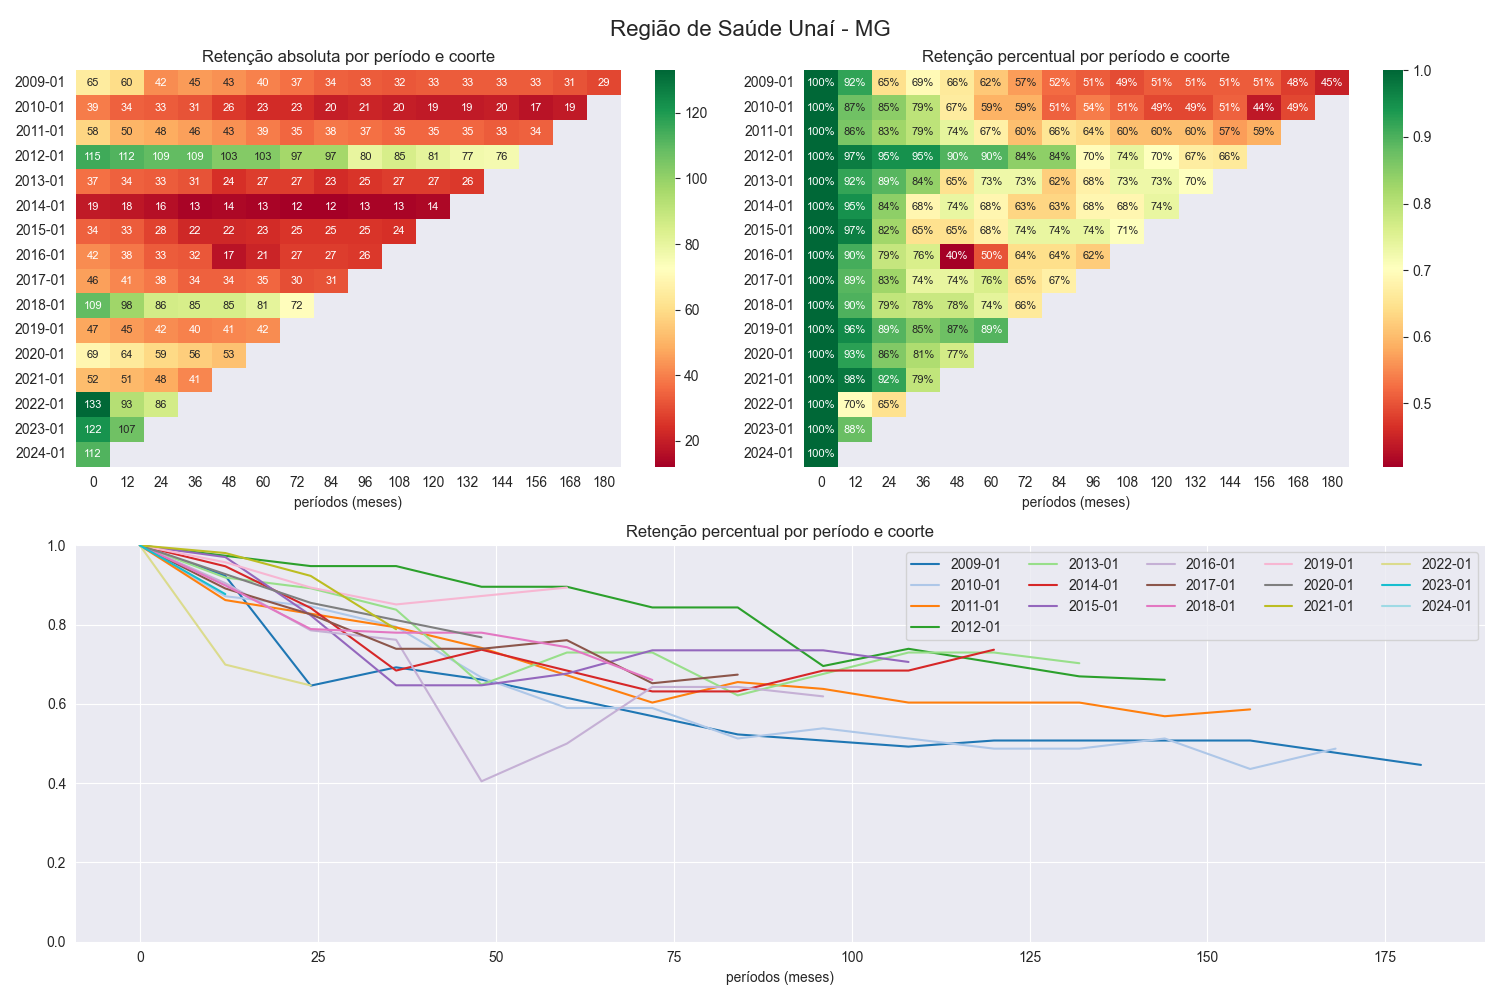 Região de Saúde Unaí - MG
Retenção absoluta por período e coorte
2009-01 65 60 42 45 43 40 37 34 33 32 33 33 33 33 31 29
2010-01 39 34 33 31 26 23 23 20 21 20 19 19 20 17 19
2011-01 58 50 48 46 43 39 35 38 37 35 35 35 33 34
2012-01 115 112 109 109 103 103 97 97 80 85 81 77 76
2013-01 37 34 33 31 24 27 27 23 25 27 27 26
2014-01 19 18 16 13 14 13 12 12 13 13 14
2015-01 34 33 28 22 22 23 25 25 25 24
2016-01 42 38 33 32 17 21 27 27 26
2017-01 46 41 38 34 34 35 30 31
2018-01 109 98 86 85 85 81 72
2019-01 47 45 42 40 41 42
2020-01 69 64 59 56 53
2021-01 52 51 48 41
2022-01 133 93 86
2023-01 122 107
2024-01 112
0 12 24 36 48 60 72 84 96 108 120 132 144 156 168 180
períodos (meses)
120
100
80
60
40
20
Retenção percentual por período e coorte
2009-01 100% 92% 65% 69% 66% 62% 57% 52% 51% 49% 51% 51% 51% 51% 48% 45%
2010-01 100% 87% 85% 79% 67% 59% 59% 51% 54% 51% 49% 49% 51% 44% 49%
2011-01 100% 86% 83% 79% 74% 67% 60% 66% 64% 60% 60% 60% 57% 59%
2012-01 100% 97% 95% 95% 90% 90% 84% 84% 70% 74% 70% 67% 66%
2013-01 100% 92% 89% 84% 65% 73% 73% 62% 68% 73% 73% 70%
2014-01 100% 95% 84% 68% 74% 68% 63% 63% 68% 68% 74%
2015-01 100% 97% 82% 65% 65% 68% 74% 74% 74% 71%
2016-01 100% 90% 79% 76% 40% 50% 64% 64% 62%
2017-01 100% 89% 83% 74% 74% 76% 65% 67%
2018-01 100% 90% 79% 78% 78% 74% 66%
2019-01 100% 96% 89% 85% 87% 89%
2020-01 100% 93% 86% 81% 77%
2021-01 100% 98% 92% 79%
2022-01 100% 70% 65%
2023-01 100% 88%
2024-01 100%
0 12 24 36 48 60 72 84 96 108 120 132 144 156 168 180
períodos (meses)
1.0
0.9
0.8
0.7
0.6
0.5
Retenção percentual por período e coorte
1.0
0.8
0.6
0.4
0.2
0.0
2009-01 2013-01 2016-01 2019-01 2022-01
2010-01 2014-01 2017-01 2020-01 2023-01
2011-01 2015-01 2018-01 2021-01 2024-01
2012-01
0 25 50 75 100 125 150 175
períodos (meses)